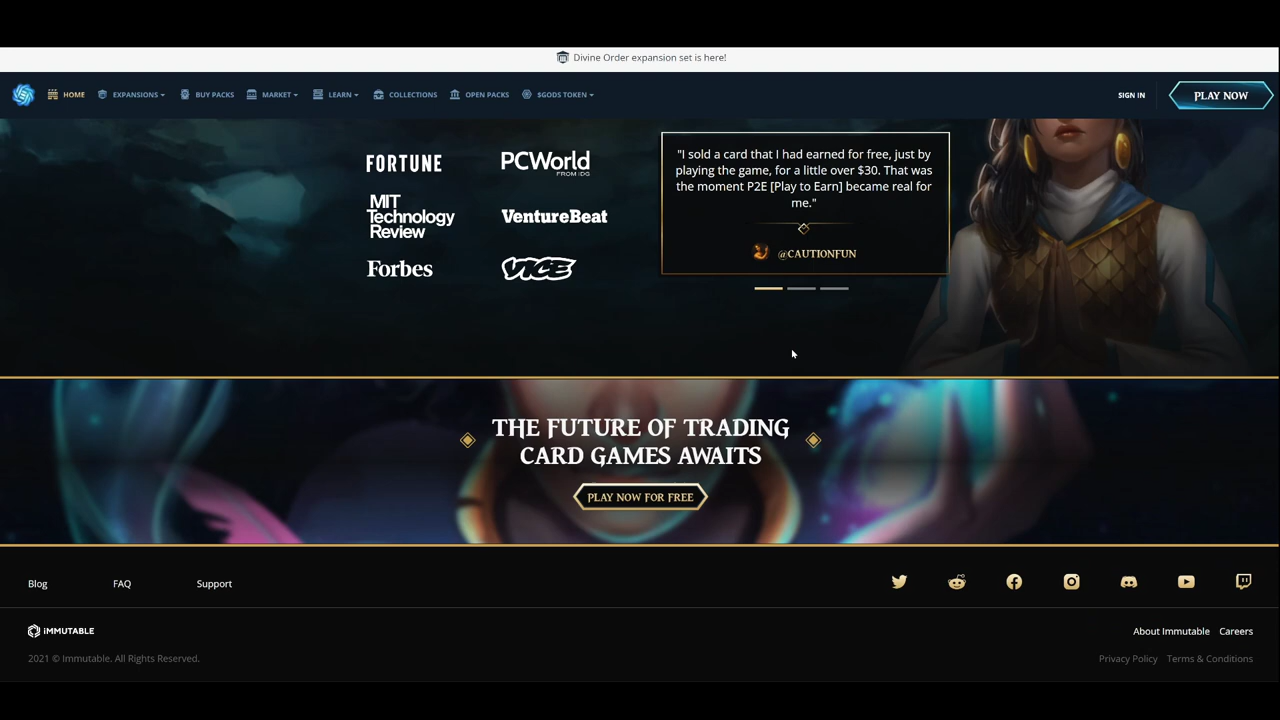 Divine Order expansion set is here!
HOME EXPANSIONS BUY PACKS MARKET LEARN COLLECTIONS OPEN PACKS $GODS TOKEN SIGN IN PLAY NOW
FORTUNE
PCWorld
FROM IDG
MIT
Technology
Review
VentureBeat
Forbes
VICE
"I sold a card that I had earned for free, just by
playing the game, for a little over $30. That was
the moment P2E [Play to Earn] became real for
me."
@CAUTIONFUN
THE FUTURE OF TRADING
CARD GAMES AWAITS
PLAY NOW FOR FREE
Blog FAQ Support
iMMUTABLE
About Immutable Careers
2021 © Immutable. All Rights Reserved.
Privacy Policy Terms & Conditions